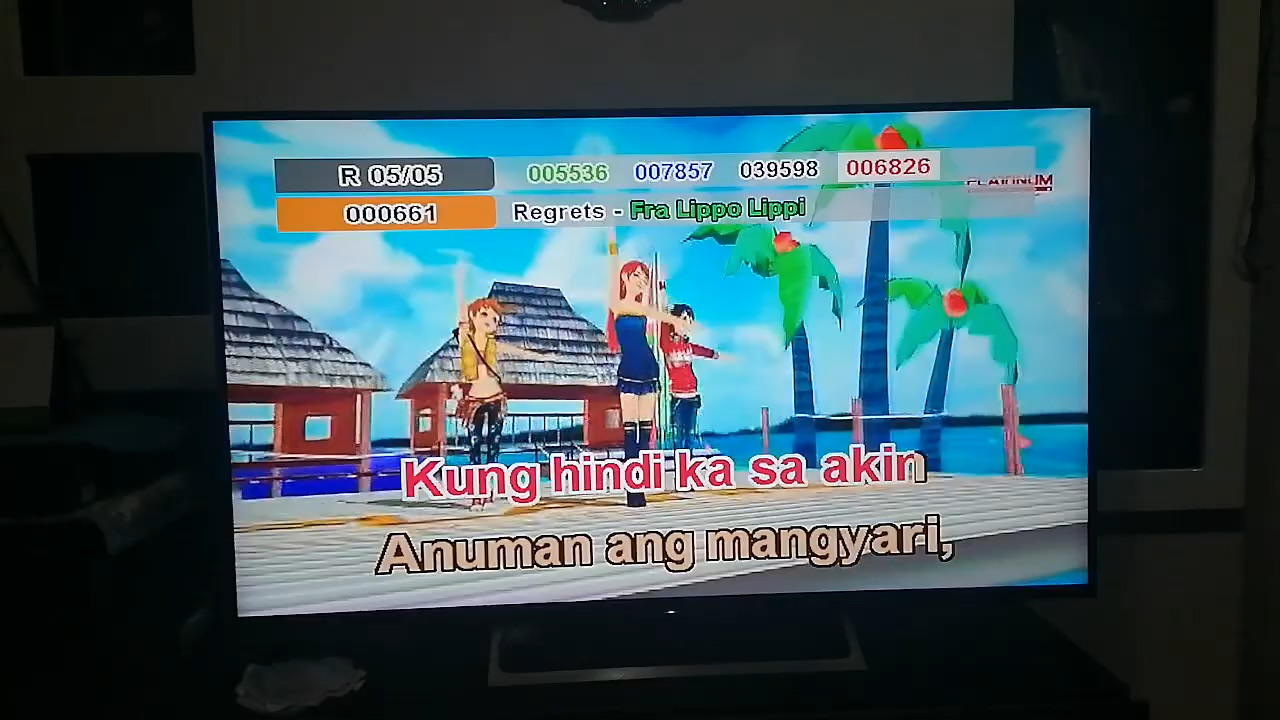 R 05/05 005536 007857 039598 006826
PLATINUM
000661 Regrets - Fra Lippo Lippi
Kung hindi ka sa akin
Anuman ang mangyari,